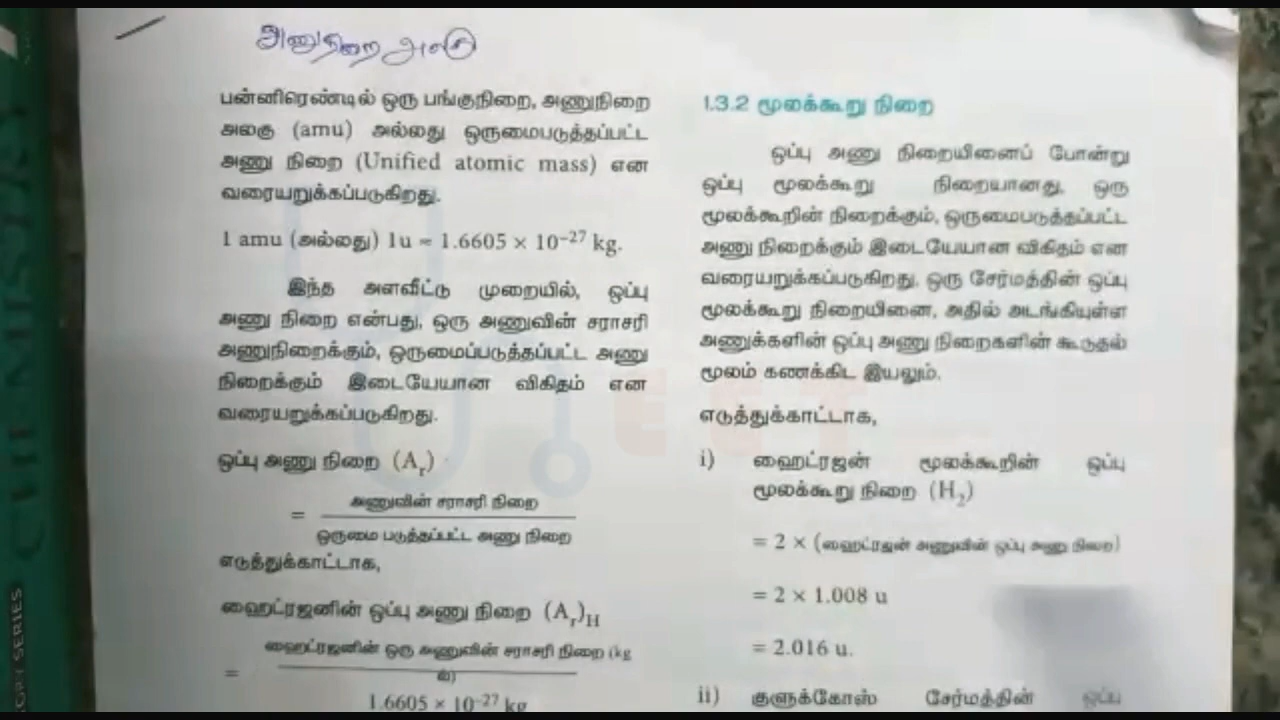 அணுநிறை அலகு
பன்னிரெண்டில் ஒரு பங்குநிறை, அணுநிறை
அலகு (amu) அல்லது ஒருமைபடுத்தப்பட்ட
அணு நிறை (Unified atomic mass) என
வரையறுக்கப்படுகிறது.
1 amu (அல்லது) 1u ≈ 1.6605 × 10⁻²⁷ kg.
இந்த அளவீட்டு முறையில், ஒப்பு
அணு நிறை என்பது, ஒரு அணுவின் சராசரி
அணுநிறைக்கும், ஒருமைப்படுத்தப்பட்ட அணு
நிறைக்கும் இடையேயான விகிதம் என
வரையறுக்கப்படுகிறது.
ஒப்பு அணு நிறை (Aᵣ)
= அணுவின் சராசரி நிறை
ஒருமை படுத்தப்பட்ட அணு நிறை
எடுத்துக்காட்டாக,
ஹைட்ரஜனின் ஒப்பு அணு நிறை (Aᵣ)H
ஹைட்ரஜனின் ஒரு அணுவின் சராசரி நிறை (kg
ல்)
=
1.6605 × 10⁻²⁷ kg
1.3.2 மூலக்கூறு நிறை
ஒப்பு அணு நிறையினைப் போன்று
ஒப்பு மூலக்கூறு நிறையானது, ஒரு
மூலக்கூறின் நிறைக்கும், ஒருமைபடுத்தப்பட்ட
அணு நிறைக்கும் இடையேயான விகிதம் என
வரையறுக்கப்படுகிறது. ஒரு சேர்மத்தின் ஒப்பு
மூலக்கூறு நிறையினை, அதில் அடங்கியுள்ள
அணுக்களின் ஒப்பு அணு நிறைகளின் கூடுதல்
மூலம் கணக்கிட இயலும்.
எடுத்துக்காட்டாக,
i) ஹைட்ரஜன் மூலக்கூறின் ஒப்பு
மூலக்கூறு நிறை (H₂)
= 2 × (ஹைட்ரஜன் அணுவின் ஒப்பு அணு நிறை)
= 2 × 1.008 u
= 2.016 u.
ii) குளுக்கோஸ் சேர்மத்தின் ஒப்பு